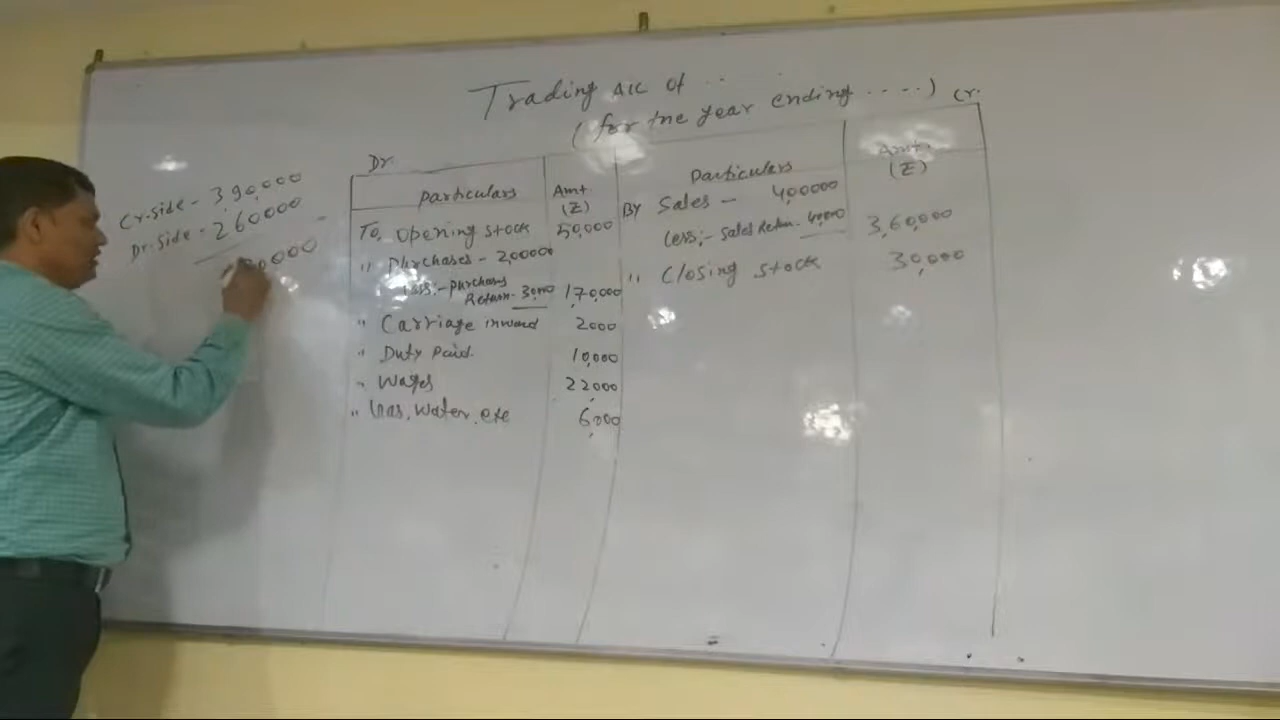 Trading A/C of ..
( for the year ending ....)
Dr.
Cr.
Cr.side - 3,90,000
Dr.side - 2,60,000
0,000
Particulars
Amt
(₹)
To, Opening stock 50,000
" Purchases - 2,00,000
Less:- Purchases
Return - 30,000 1,70,000
" Carriage inward 2000
" Duty Paid. 10,000
" Wages 22,000
" Gas, Water, etc 6,000
Particulars
Amt.
(₹)
By Sales - 4,00,000
Less:- Sales Return - 40,000 3,60,000
" Closing stock 30,000